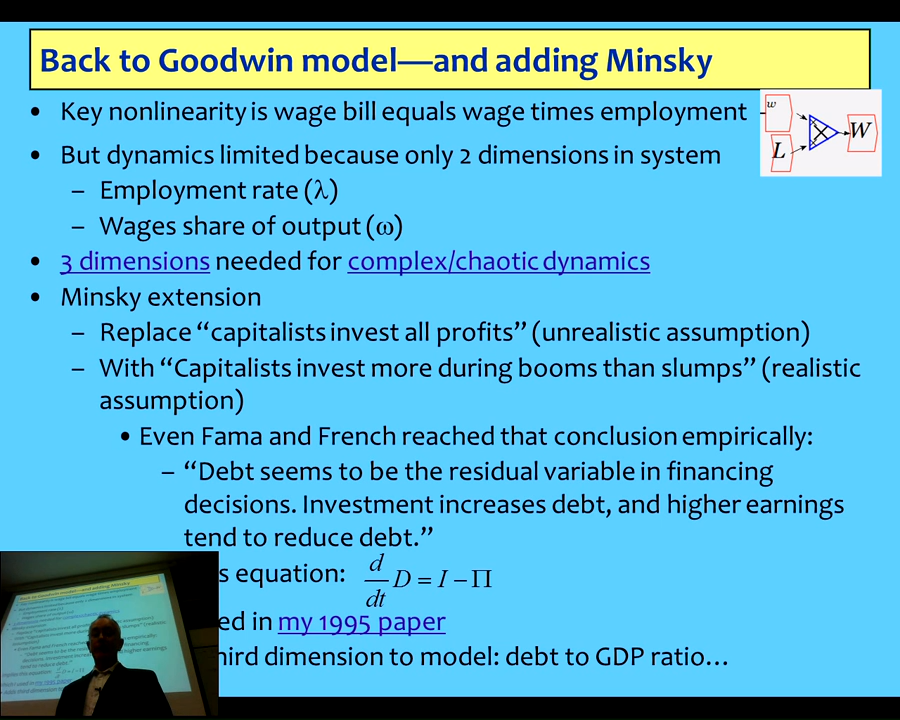 Back to Goodwin model—and adding Minsky
• Key nonlinearity is wage bill equals wage times employment
w
L
W
• But dynamics limited because only 2 dimensions in system
– Employment rate (λ)
– Wages share of output (ω)
• 3 dimensions needed for complex/chaotic dynamics
• Minsky extension
– Replace “capitalists invest all profits” (unrealistic assumption)
– With “Capitalists invest more during booms than slumps” (realistic
assumption)
• Even Fama and French reached that conclusion empirically:
– “Debt seems to be the residual variable in financing
decisions. Investment increases debt, and higher earnings
tend to reduce debt.”
equation: d/dt D = I − Π
in my 1995 paper
dimension to model: debt to GDP ratio…